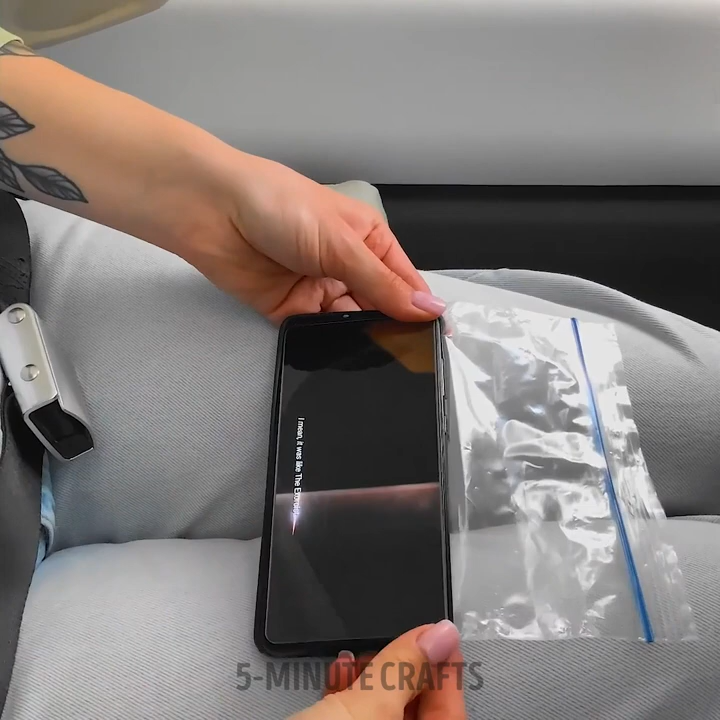 I mean, it was like The Exorcist.
5-MINUTE CRAFTS